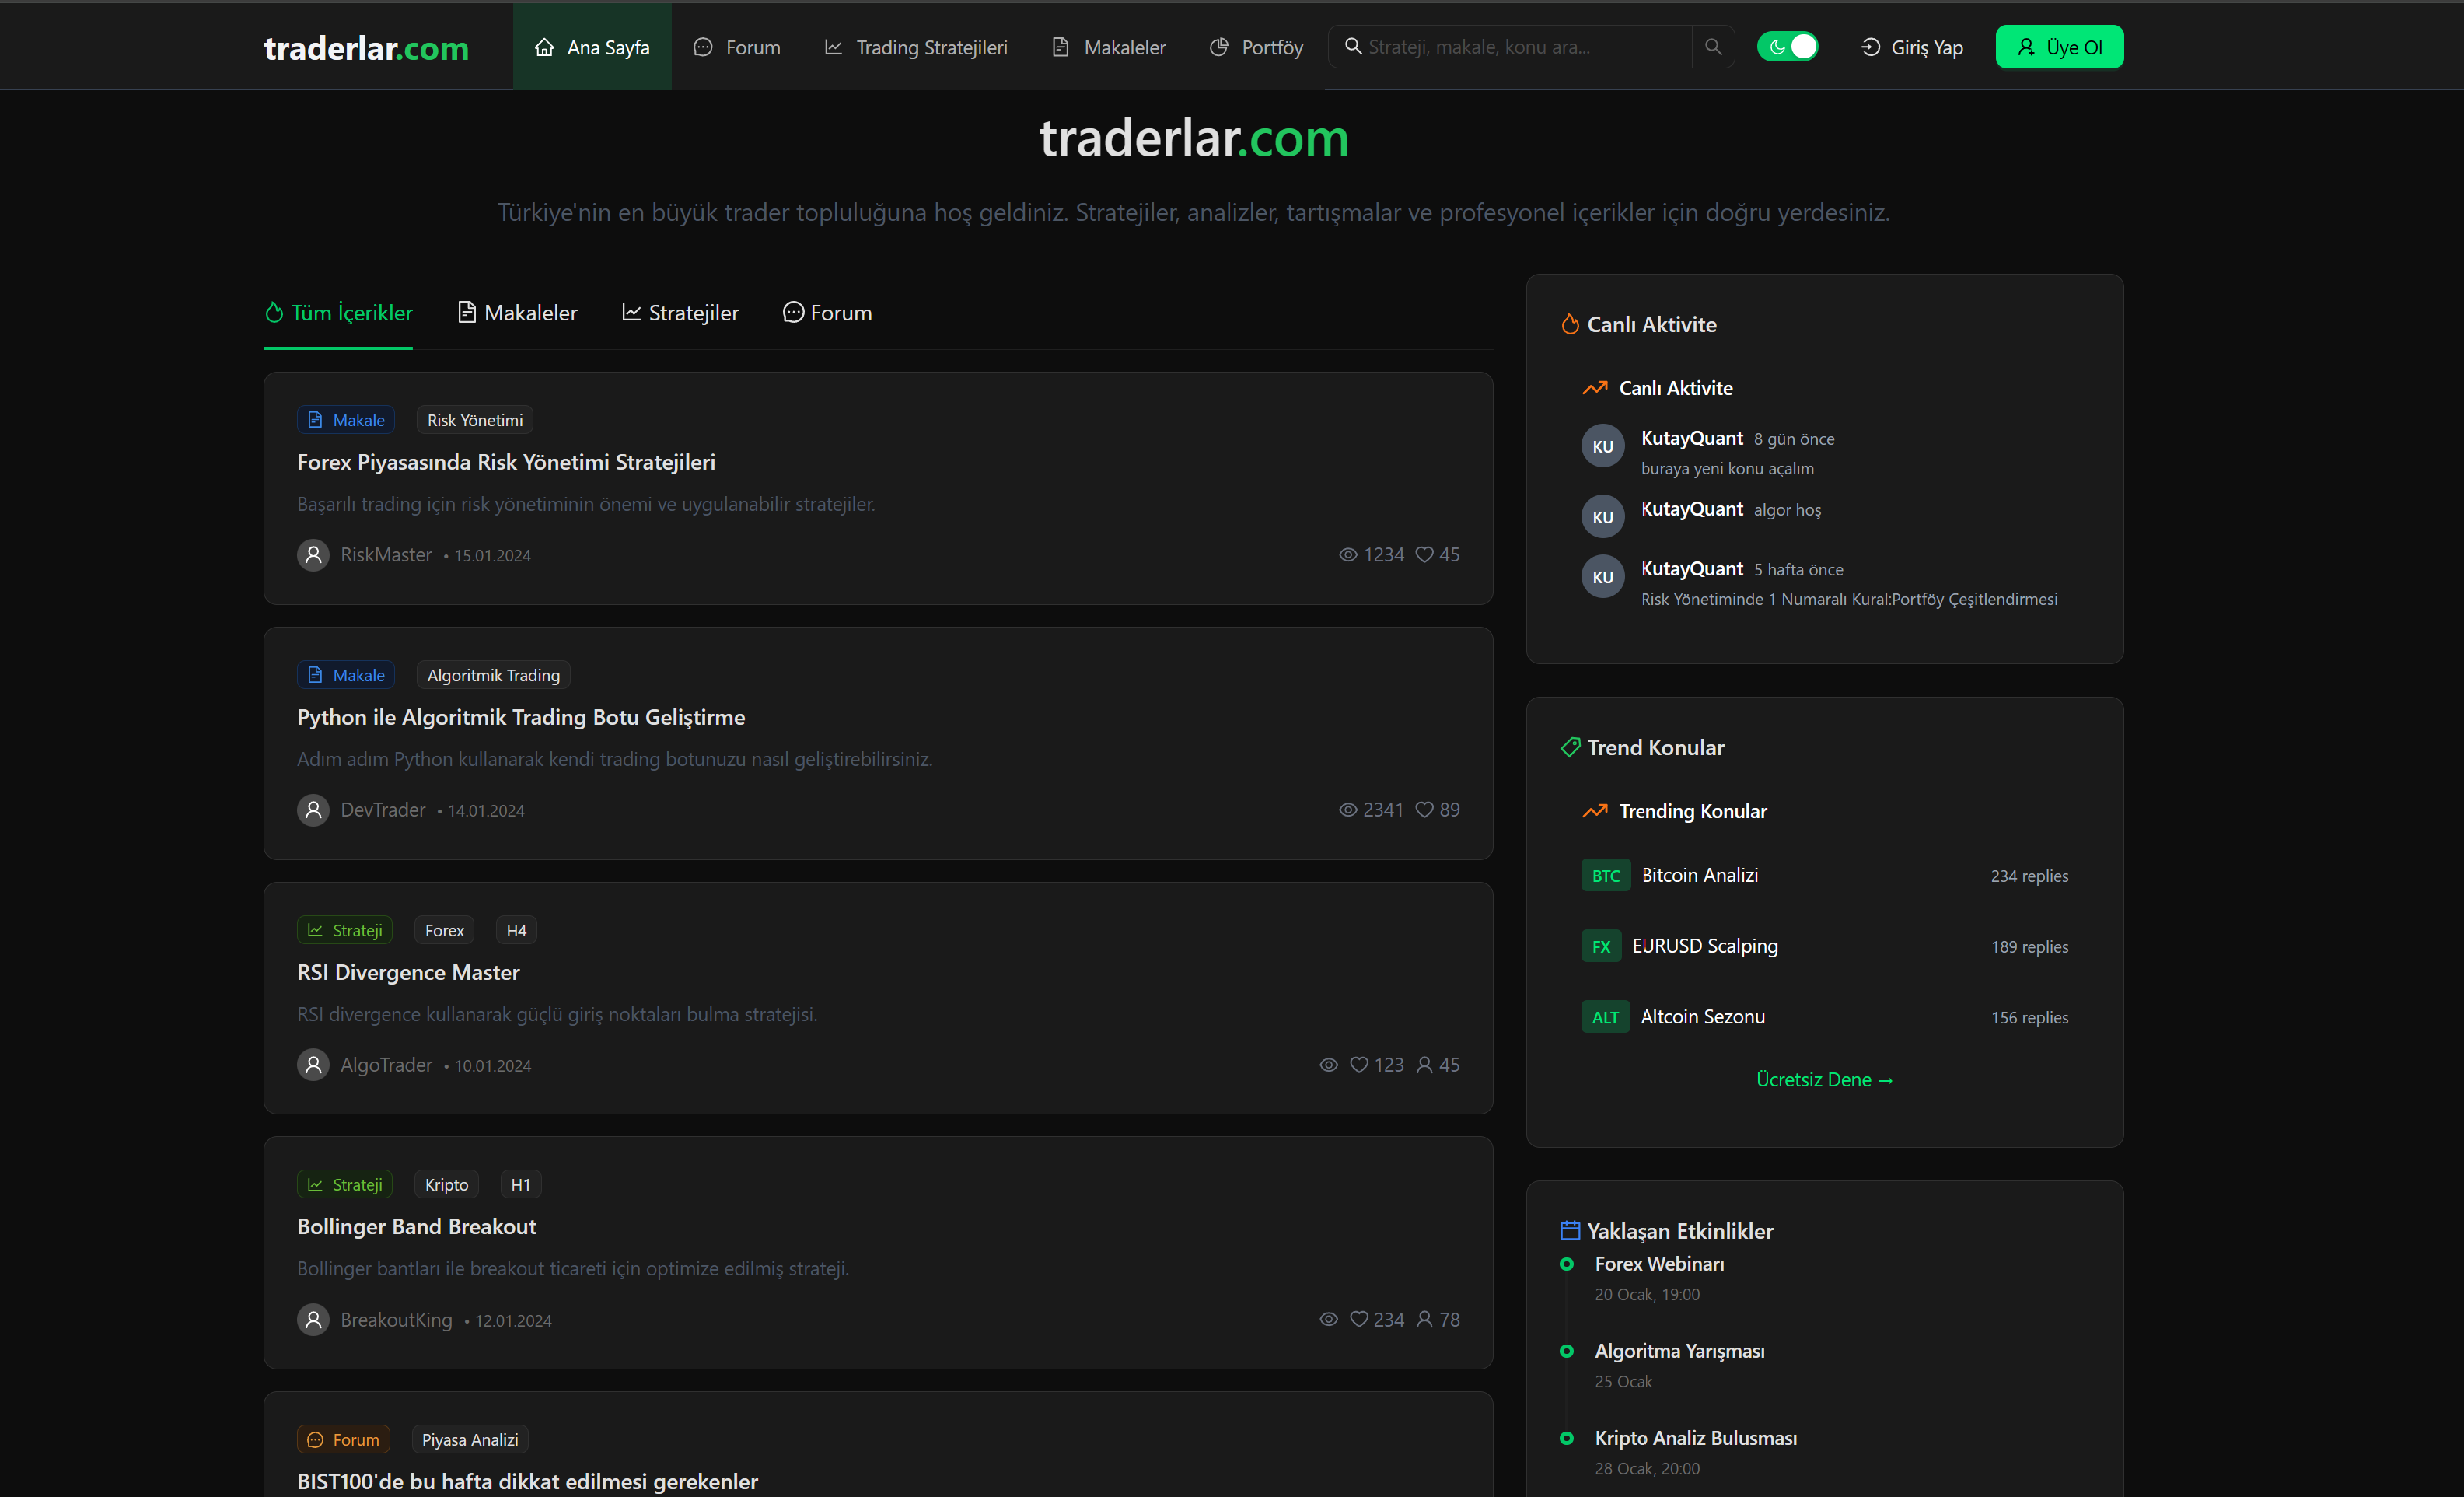 traderlar.com
Ana Sayfa
Forum
Trading Stratejileri
Makaleler
Portföy
Strateji, makale, konu ara...
Giriş Yap
Üye Ol
traderlar.com
Türkiye'nin en büyük trader topluluğuna hoş geldiniz. Stratejiler, analizler, tartışmalar ve profesyonel içerikler için doğru yerdesiniz.
Tüm İçerikler
Makaleler
Stratejiler
Forum
Makale
Risk Yönetimi
Forex Piyasasında Risk Yönetimi Stratejileri
Başarılı trading için risk yönetiminin önemi ve uygulanabilir stratejiler.
RiskMaster • 15.01.2024
1234
45
Makale
Algoritmik Trading
Python ile Algoritmik Trading Botu Geliştirme
Adım adım Python kullanarak kendi trading botunuzu nasıl geliştirebilirsiniz.
DevTrader • 14.01.2024
2341
89
Strateji
Forex
H4
RSI Divergence Master
RSI divergence kullanarak güçlü giriş noktaları bulma stratejisi.
AlgoTrader • 10.01.2024
123
45
Strateji
Kripto
H1
Bollinger Band Breakout
Bollinger bantları ile breakout ticareti için optimize edilmiş strateji.
BreakoutKing • 12.01.2024
234
78
Forum
Piyasa Analizi
BIST100'de bu hafta dikkat edilmesi gerekenler
Canlı Aktivite
Canlı Aktivite
KU
KutayQuant 8 gün önce
buraya yeni konu açalım
KU
KutayQuant algor hoş
KU
KutayQuant 5 hafta önce
Risk Yönetiminde 1 Numaralı Kural:Portföy Çeşitlendirmesi
Trend Konular
Trending Konular
BTC Bitcoin Analizi 234 replies
FX EURUSD Scalping 189 replies
ALT Altcoin Sezonu 156 replies
Ücretsiz Dene →
Yaklaşan Etkinlikler
Forex Webinarı
20 Ocak, 19:00
Algoritma Yarışması
25 Ocak
Kripto Analiz Bulusması
28 Ocak, 20:00